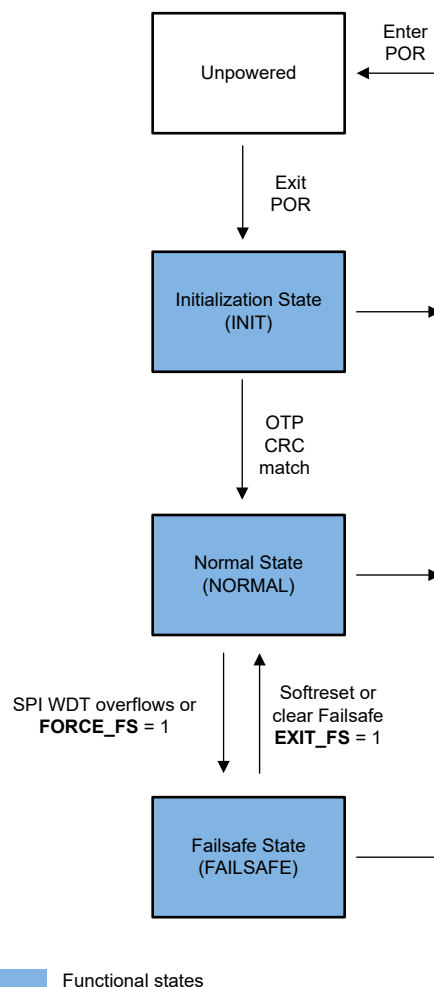 Enter
POR
Unpowered
Exit
POR
Initialization State
(INIT)
OTP
CRC
match
Normal State
(NORMAL)
SPI WDT overflows or
FORCE_FS = 1
Softreset or
clear Failsafe
EXIT_FS = 1
Failsafe State
(FAILSAFE)
Functional states